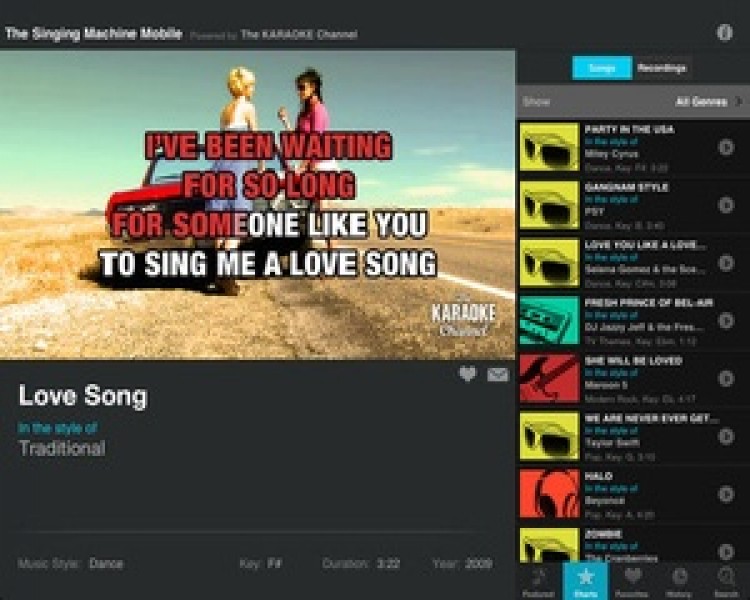 The Singing Machine Mobile Powered by The KARAOKE Channel
I'VE BEEN WAITING
FOR SO LONG
FOR SOMEONE LIKE YOU
TO SING ME A LOVE SONG
The
KARAOKE
Channel
Love Song
In the style of
Traditional
Music Style: Dance Key: F# Duration: 3:22 Year: 2009
Songs Recordings
Show All Genres
PARTY IN THE USA
In the style of
Miley Cyrus
Dance, Key: F#, 3:22
GANGNAM STYLE
In the style of
PSY
Dance, Key: B, 3:40
LOVE YOU LIKE A LOVE...
In the style of
Selena Gomez & the Sce...
Dance, Key: C#m, 3:08
FRESH PRINCE OF BEL-AIR
In the style of
DJ Jazzy Jeff & the Fres...
TV Themes, Key: Ebm, 1:12
SHE WILL BE LOVED
In the style of
Maroon 5
Modern Rock, Key: Eb, 4:17
WE ARE NEVER EVER GET...
In the style of
Taylor Swift
Pop, Key: G, 3:10
HALO
In the style of
Beyoncé
Pop, Key: A, 4:20
ZOMBIE
In the style of
The Cranberries
Featured Charts Favorites History Search